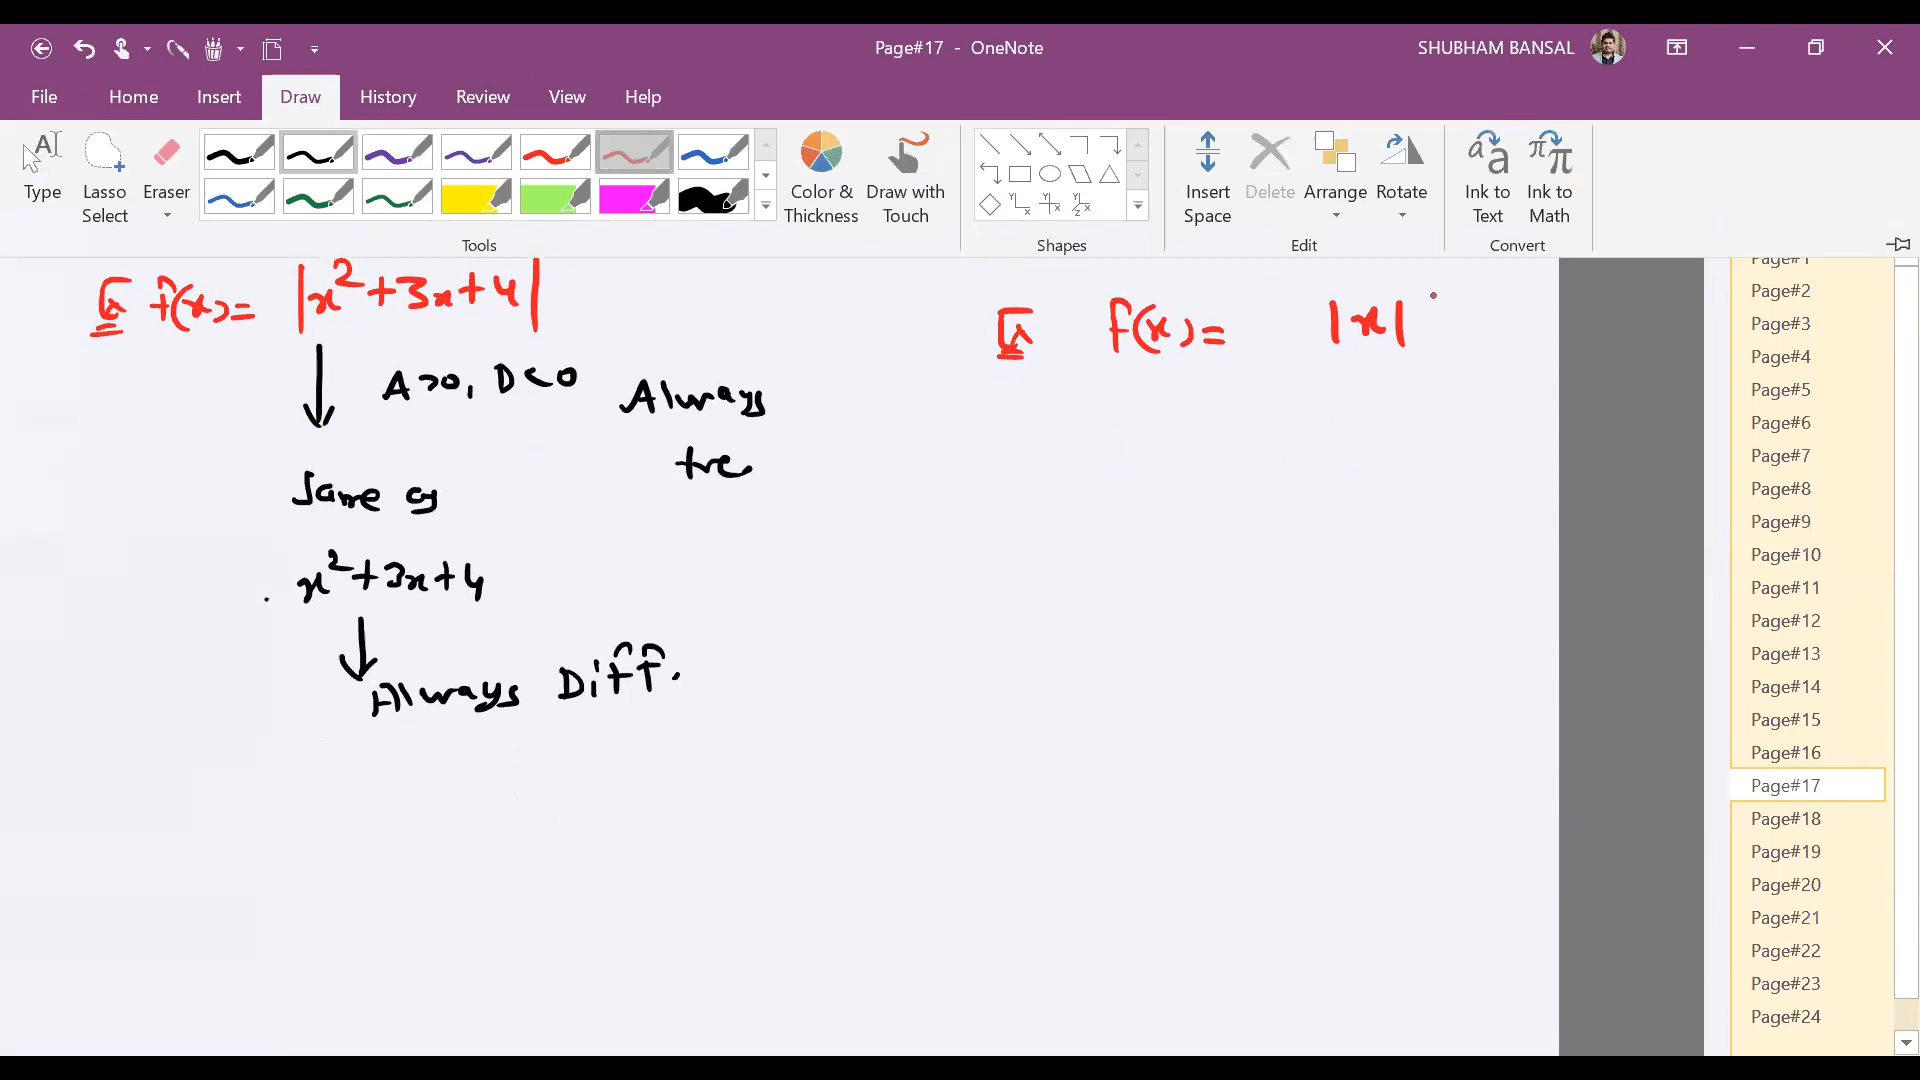 Page#17 - OneNote
SHUBHAM BANSAL
File Home Insert Draw History Review View Help
Type
Lasso Select
Eraser
Color & Thickness
Draw with Touch
Insert Space
Delete
Arrange
Rotate
Ink to Text
Ink to Math
Tools
Shapes
Edit
Convert
f(x) = |x²+3x+4|
A>0, D<0
Always
+ve
Same as
x²+3x+4
Always Diff.
f(x) = |x|
Page#1
Page#2
Page#3
Page#4
Page#5
Page#6
Page#7
Page#8
Page#9
Page#10
Page#11
Page#12
Page#13
Page#14
Page#15
Page#16
Page#17
Page#18
Page#19
Page#20
Page#21
Page#22
Page#23
Page#24